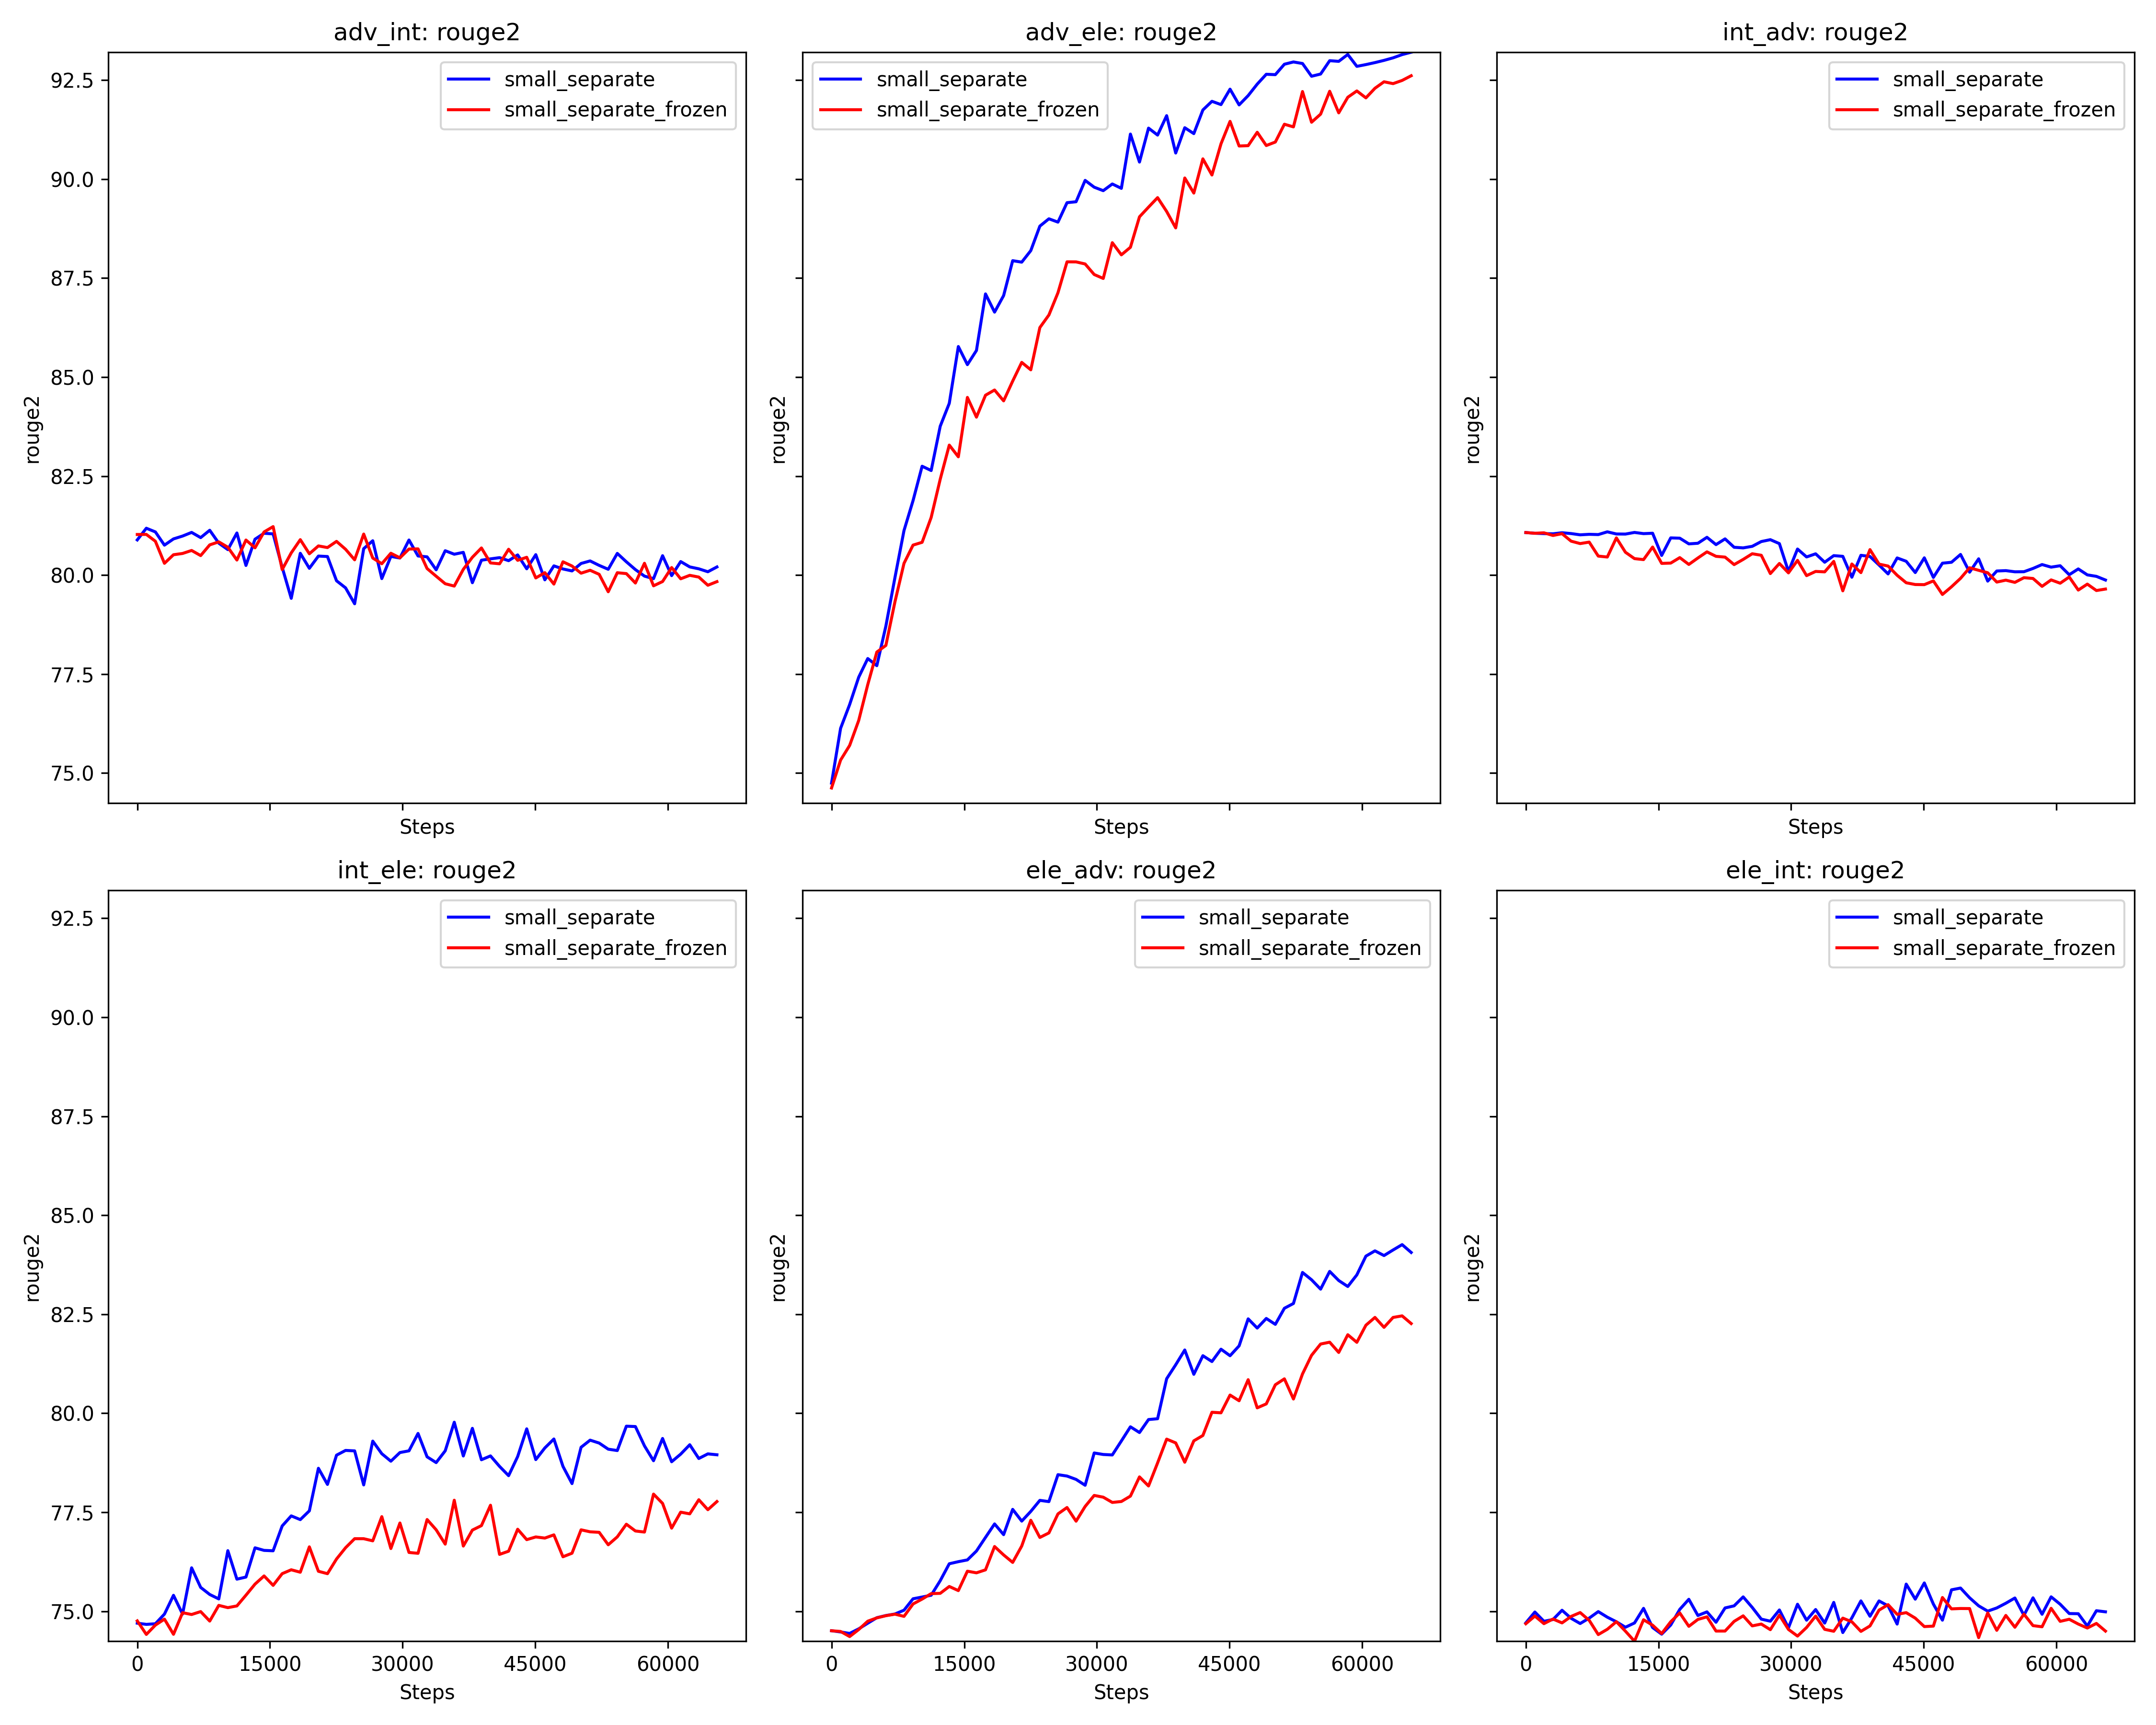 adv_int: rouge2
small_separate
small_separate_frozen
92.5
90.0
87.5
85.0
82.5
80.0
77.5
75.0
rouge2
Steps
adv_ele: rouge2
small_separate
small_separate_frozen
rouge2
Steps
int_adv: rouge2
small_separate
small_separate_frozen
rouge2
Steps
int_ele: rouge2
small_separate
small_separate_frozen
92.5
90.0
87.5
85.0
82.5
80.0
77.5
75.0
rouge2
0 15000 30000 45000 60000
Steps
ele_adv: rouge2
small_separate
small_separate_frozen
rouge2
0 15000 30000 45000 60000
Steps
ele_int: rouge2
small_separate
small_separate_frozen
rouge2
0 15000 30000 45000 60000
Steps